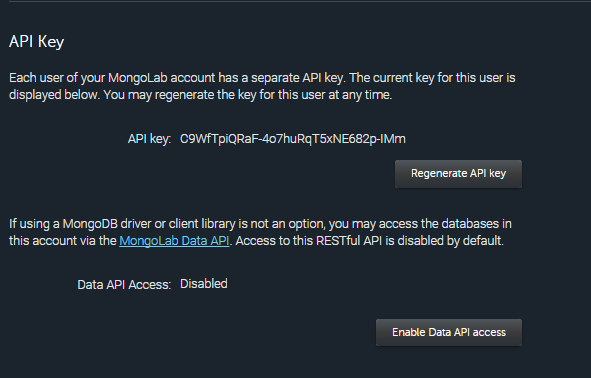 API Key
Each user of your MongoLab account has a separate API key. The current key for this user is
displayed below. You may regenerate the key for this user at any time.
API key: C9WfTpiQRaF-4o7huRqT5xNE682p-IMm
Regenerate API key
If using a MongoDB driver or client library is not an option, you may access the databases in
this account via the MongoLab Data API. Access to this RESTful API is disabled by default.
Data API Access: Disabled
Enable Data API access